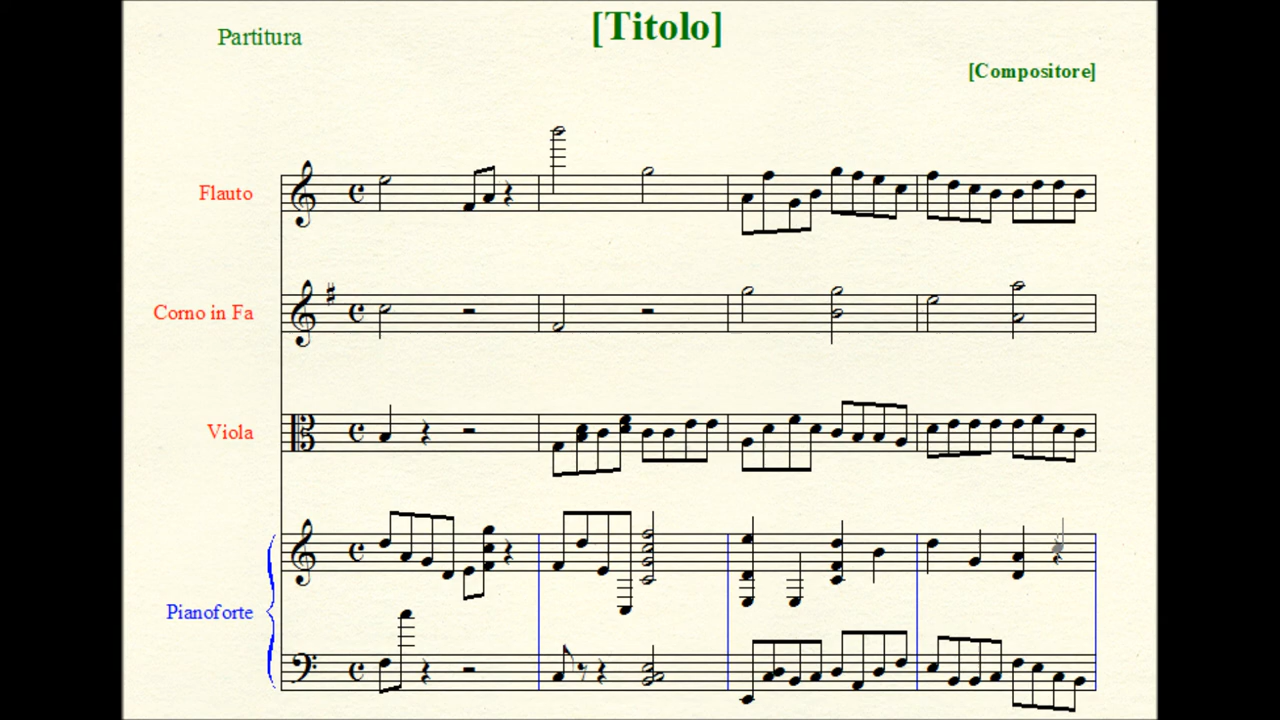 Partitura
[Titolo]
[Compositore]
Flauto
Corno in Fa
Viola
Pianoforte